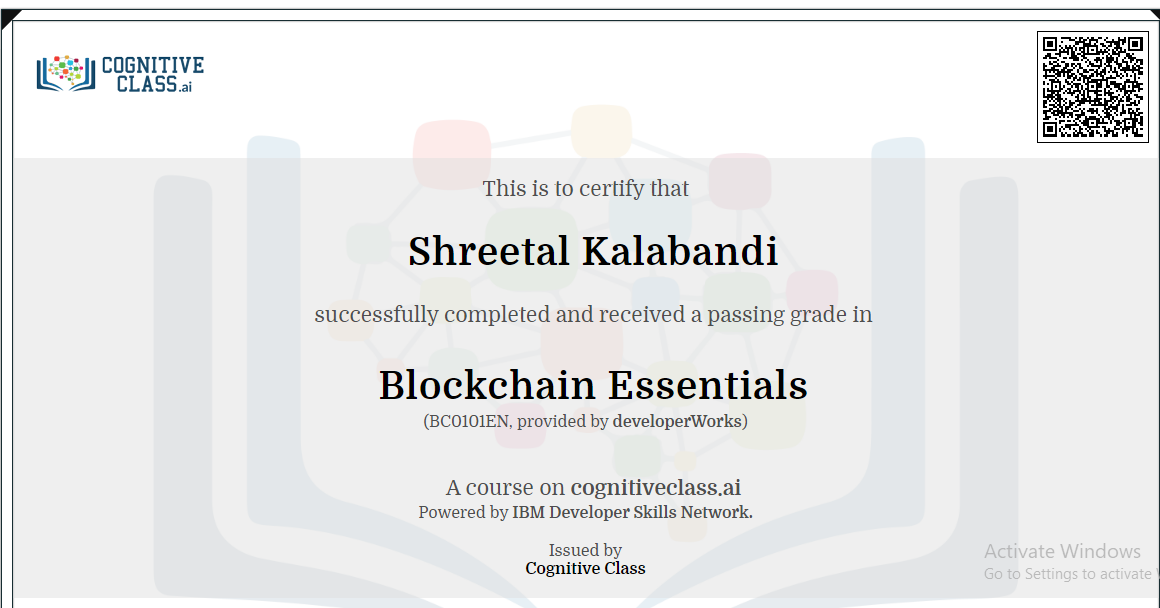 COGNITIVE
CLASS.ai
This is to certify that
Shreetal Kalabandi
successfully completed and received a passing grade in
Blockchain Essentials
(BC0101EN, provided by developerWorks)
A course on cognitiveclass.ai
Powered by IBM Developer Skills Network.
Issued by
Cognitive Class
Activate Windows
Go to Settings to activate